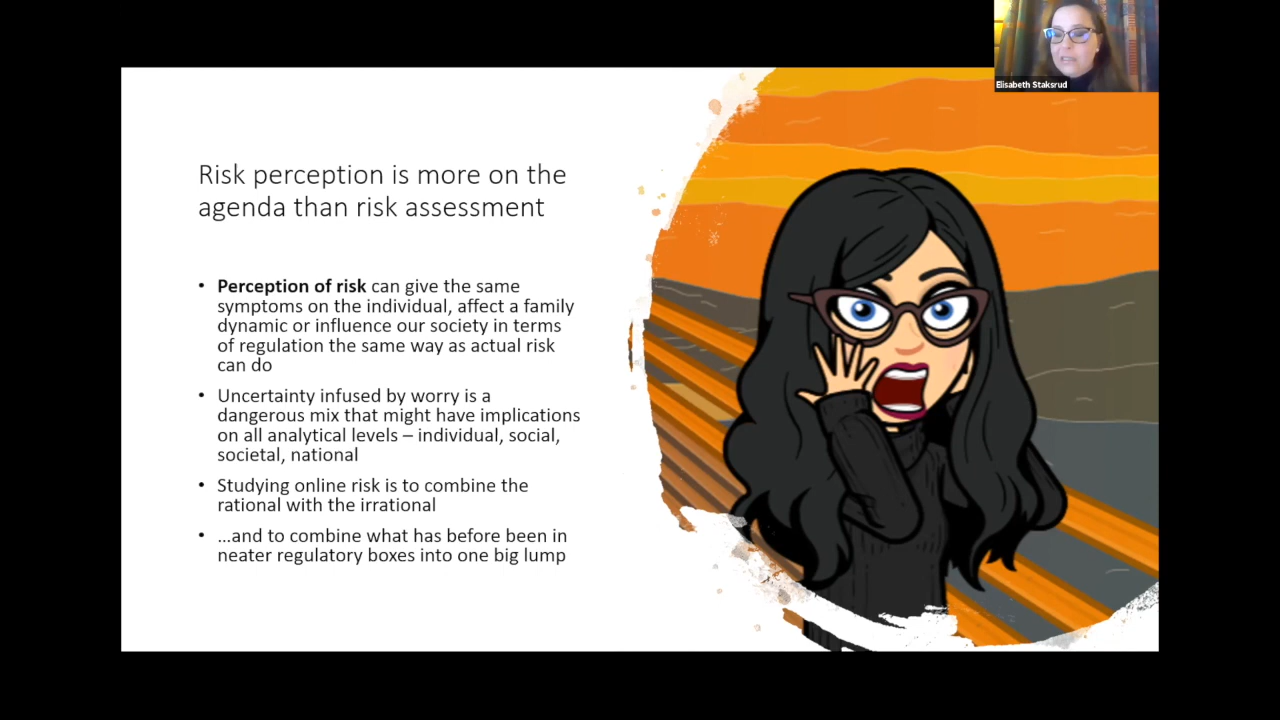 Elisabeth Staksrud
Risk perception is more on the
agenda than risk assessment
• Perception of risk can give the same
symptoms on the individual, affect a family
dynamic or influence our society in terms
of regulation the same way as actual risk
can do
• Uncertainty infused by worry is a
dangerous mix that might have implications
on all analytical levels – individual, social,
societal, national
• Studying online risk is to combine the
rational with the irrational
• …and to combine what has before been in
neater regulatory boxes into one big lump